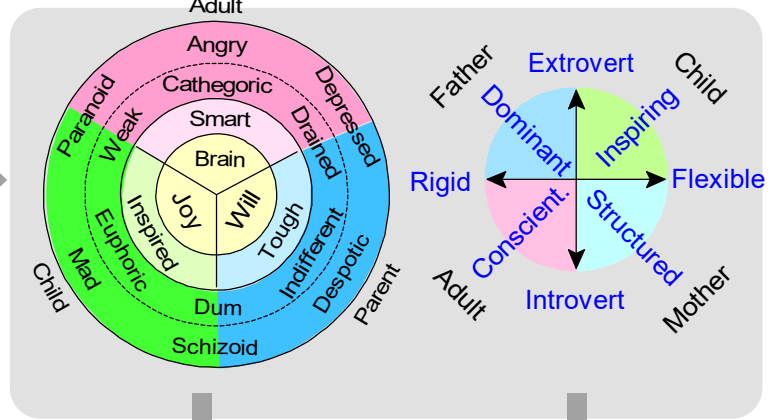 Adult
Angry
Cathegoric
Smart
Brain
Joy
Will
Paranoid
Weak
Depressed
Drained
Inspired
Tough
Euphoric
Indifferent
Mad
Despotic
Child
Parent
Dum
Schizoid
Father
Extrovert
Child
Dominant
Inspiring
Rigid
Flexible
Conscient.
Structured
Adult
Introvert
Mother